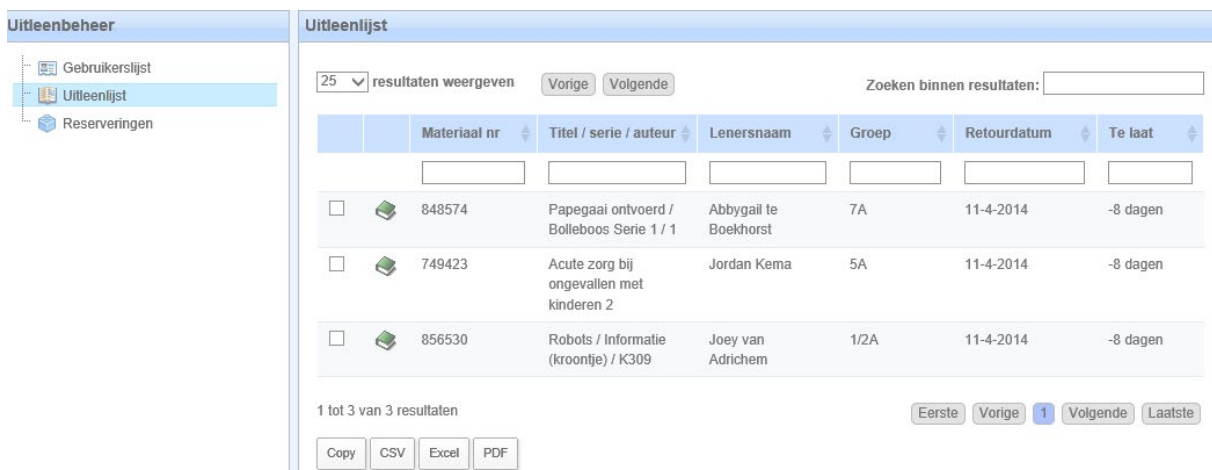 Uitleenbeheer
Gebruikerslijst
Uitleenlijst
Reserveringen
Uitleenlijst
25 resultaten weergeven Vorige Volgende Zoeken binnen resultaten:
Materiaal nr Titel / serie / auteur Lenersnaam Groep Retourdatum Te laat
848574 Papegaai ontvoerd / Abbygail te 7A 11-4-2014 -8 dagen
Bolleboos Serie 1 / 1 Boekhorst
749423 Acute zorg bij Jordan Kema 5A 11-4-2014 -8 dagen
ongevallen met
kinderen 2
856530 Robots / Informatie Joey van 1/2A 11-4-2014 -8 dagen
(kroontje) / K309 Adrichem
1 tot 3 van 3 resultaten Eerste Vorige 1 Volgende Laatste
Copy CSV Excel PDF